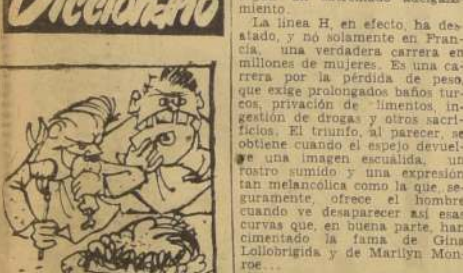 Diccionario
miento.
La línea H, en efecto, ha des-
atado, y nó solamente en Fran-
cia, una verdadera carrera en
millones de mujeres. Es una ca-
rrera por la pérdida de peso,
que exige prolongados baños tur-
cos, privación de limentos, in-
gestión de drogas y otros sacri-
ficios. El triunfo, al parecer, se
obtiene cuando el espejo devuel-
ve una imagen escuálida, un
rostro sumido y una expresión
tan melancólica como la que, se-
guramente, ofrece el hombre
cuando ve desaparecer así esas
curvas que, en buena parte, han
cimentado la fama de Gina
Lollobrigida y de Marilyn Mon-
roe...